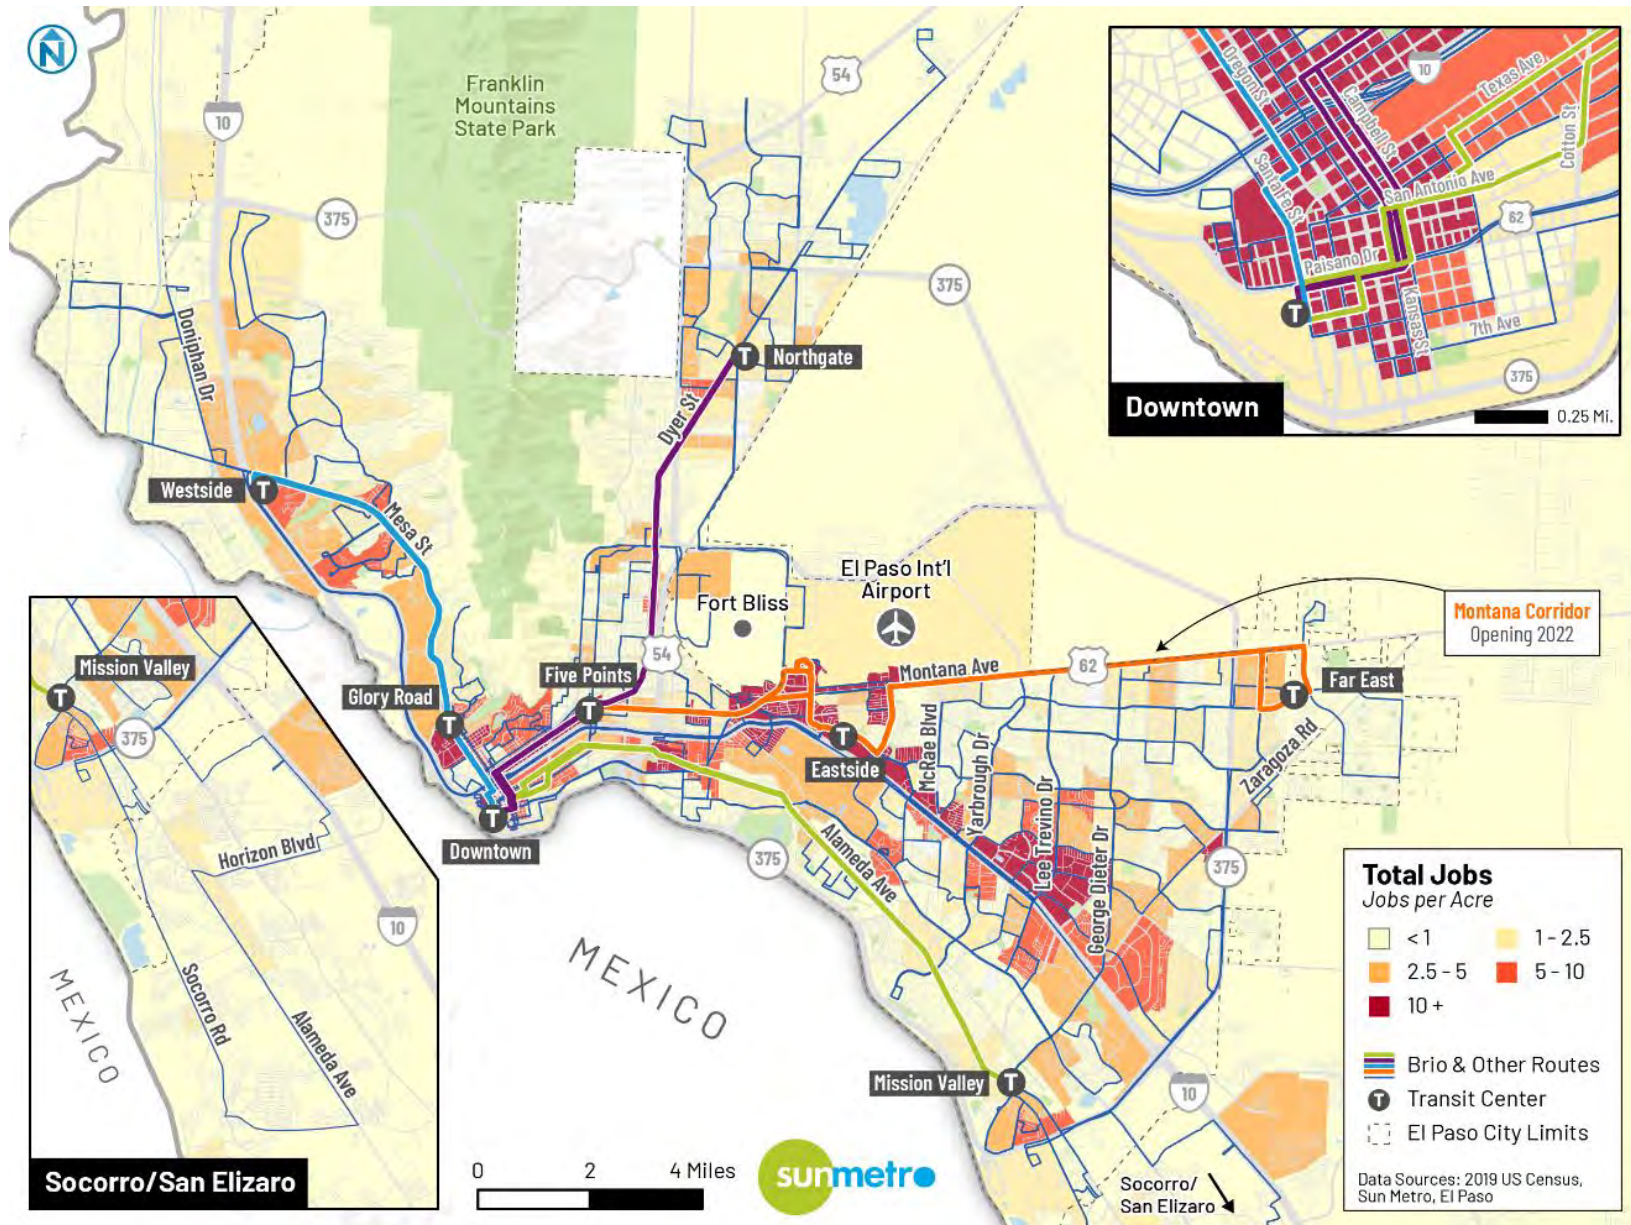 N
10
Franklin
Mountains
State Park
54
375
375
Doniphan Dr
Northgate
Dyer St
Westside
Mesa St
El Paso Int'l
Airport
Fort Bliss
54
Five Points
Glory Road
Montana Ave
62
Montana Corridor
Opening 2022
Far East
Eastside
McRae Blvd
Yarbrough Dr
Lee Trevino Dr
George Dieter Dr
Zaragoza Rd
Downtown
375
Alameda Ave
375
MEXICO
Mission Valley
10
Socorro/
San Elizaro
Oregon St
10
Texas Ave
Campbell St
Cotton St
Santa Fe St
San Antonio Ave
62
Paisano Dr
Kansas St
7th Ave
T
375
Downtown
0.25 Mi.
Mission Valley
375
Horizon Blvd
10
Socorro Rd
Alameda Ave
MEXICO
Socorro/San Elizaro
0 2 4 Miles
sunmetro
Total Jobs
Jobs per Acre
< 1
1 - 2.5
2.5 - 5
5 - 10
10 +
Brio & Other Routes
T Transit Center
El Paso City Limits
Data Sources: 2019 US Census,
Sun Metro, El Paso